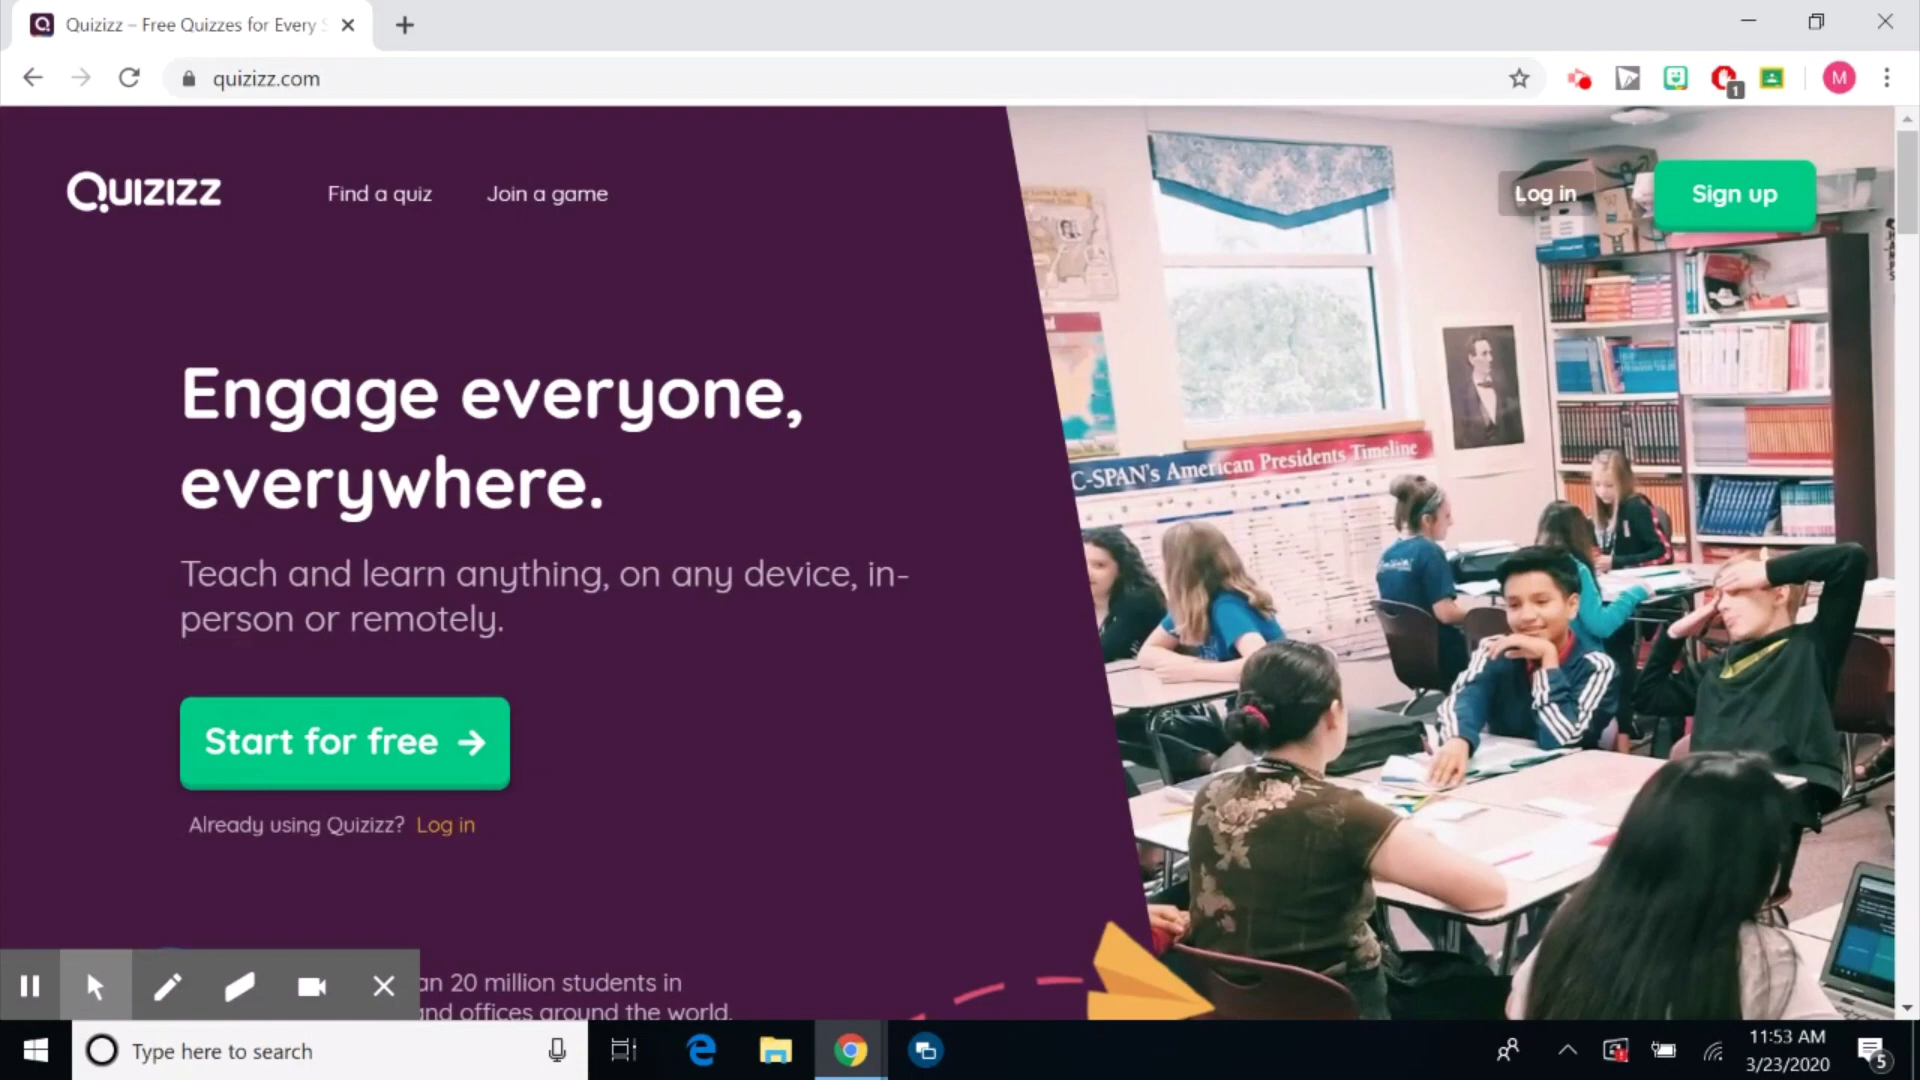 Quizizz – Free Quizzes for Every
quizizz.com
1
M
QUIZIZZ
Find a quiz
Join a game
Log in
Sign up
Engage everyone,
everywhere.
Teach and learn anything, on any device, in-
person or remotely.
Start for free →
Already using Quizizz? Log in
C-SPAN's American Presidents Timeline
20 million students in
offices around the world.
Type here to search
11:53 AM
3/23/2020
5